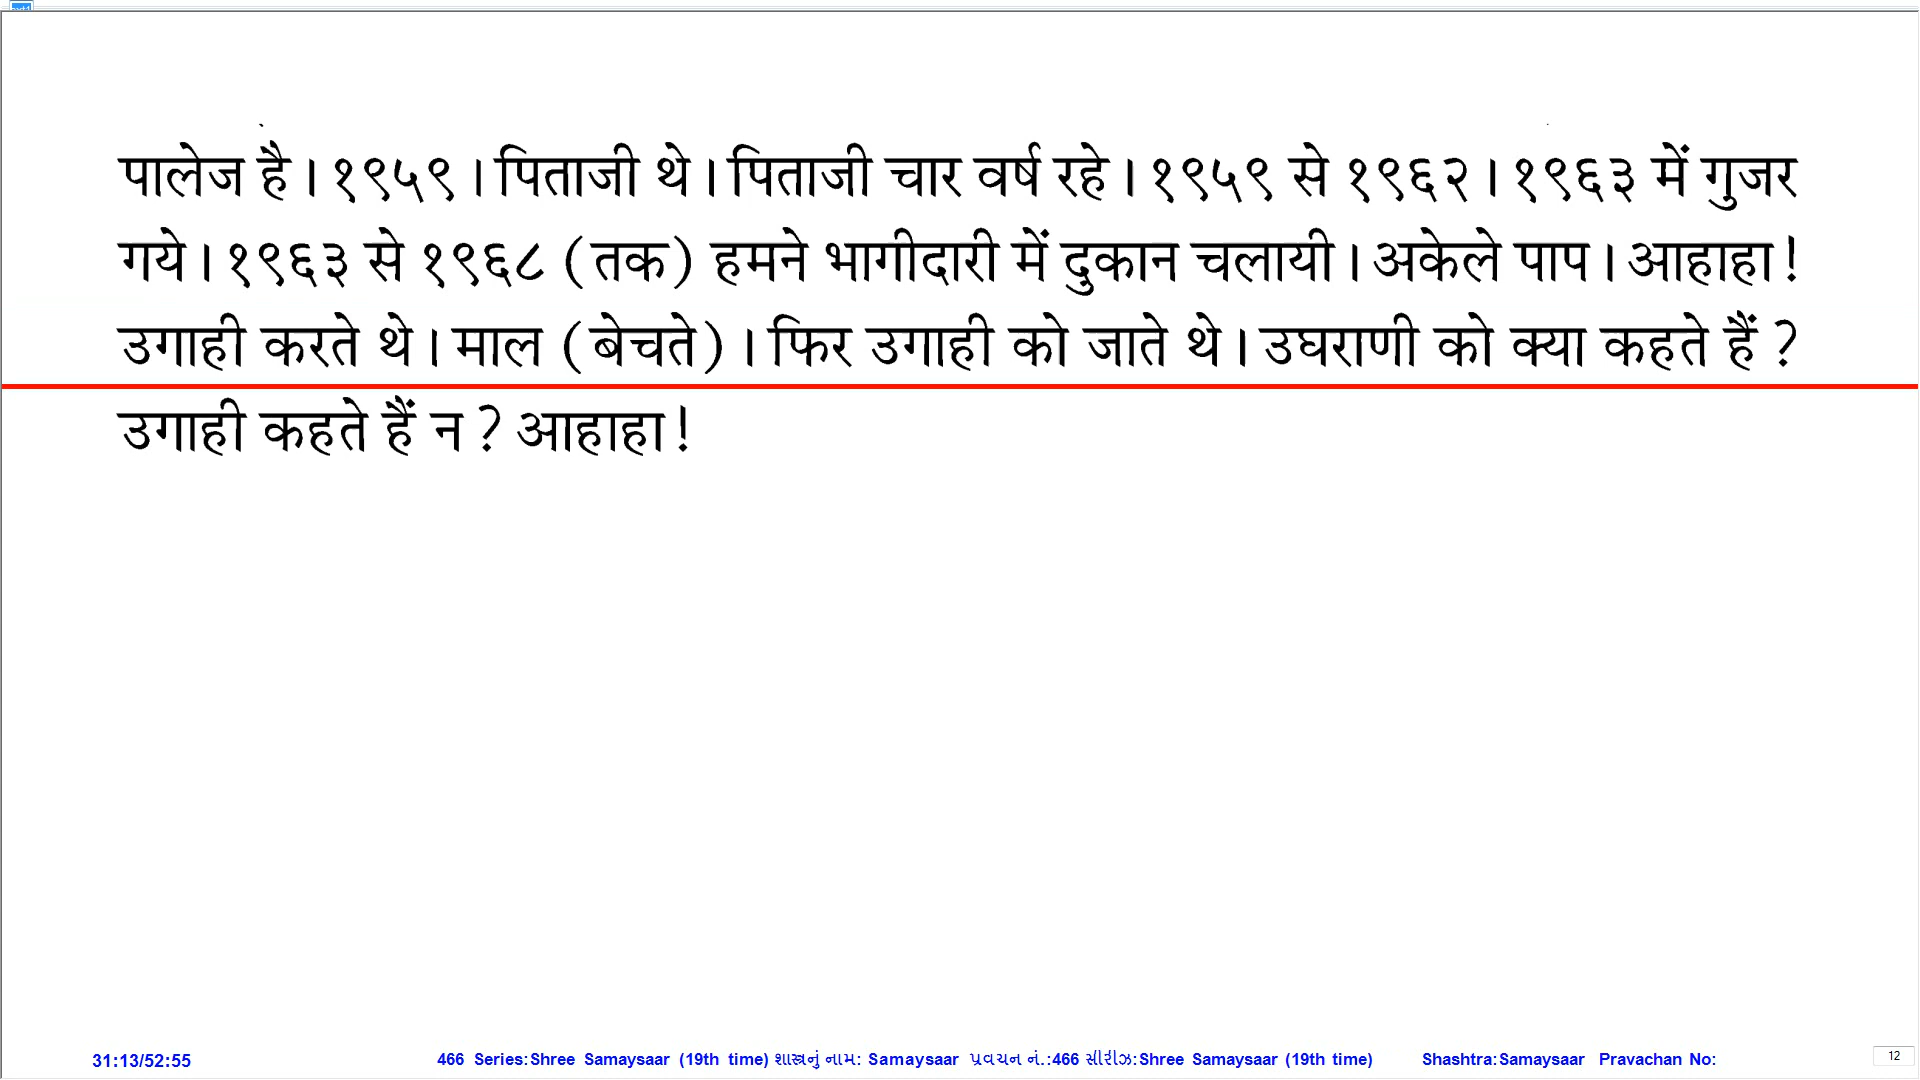 पालेज है। १९५९। पिताजी थे। पिताजी चार वर्ष रहे। १९५९ से १९६२। १९६३ में गुजर
गये। १९६३ से १९६८ (तक) हमने भागीदारी में दुकान चलायी। अकेले पाप। आहाहा!
उगाही करते थे। माल (बेचते)। फिर उगाही को जाते थे। उघराणी को क्या कहते हैं?
उगाही कहते हैं न? आहाहा!
31:13/52:55 466 Series:Shree Samaysaar (19th time) શાસ્ત્રનું નામ: Samaysaar પ્રવચન નં.:466 સીરીઝ:Shree Samaysaar (19th time) Shashtra:Samaysaar Pravachan No: 12